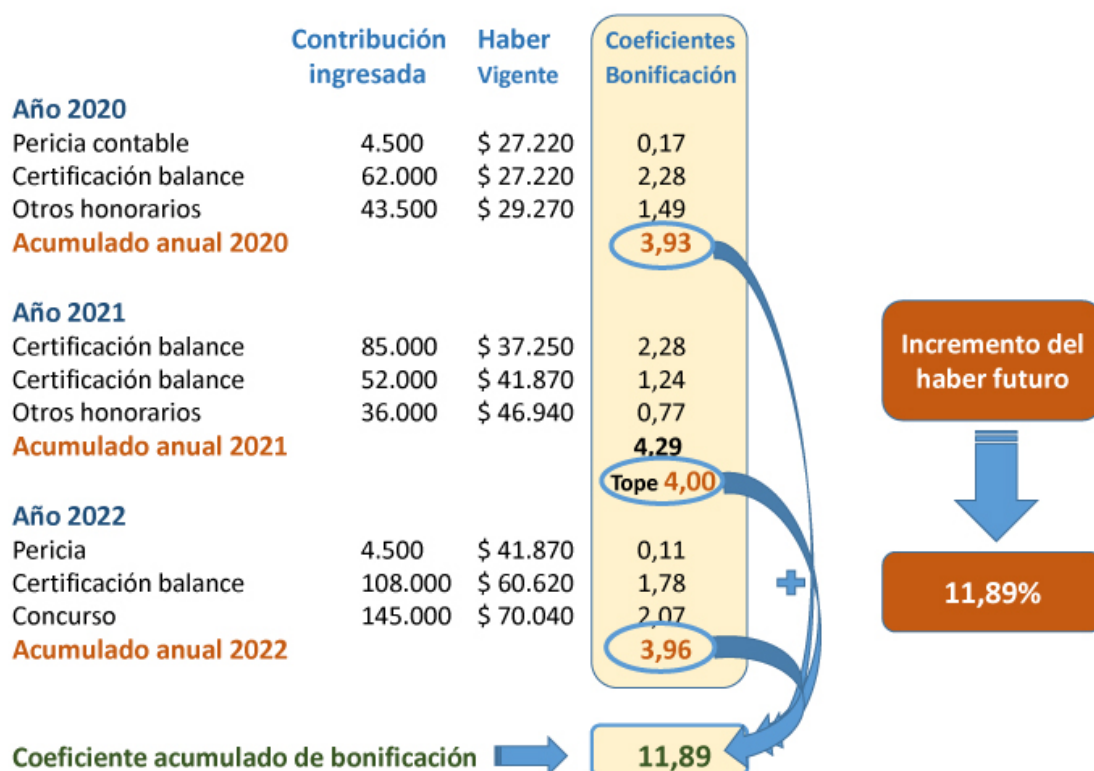 Contribución Haber Coeficientes
ingresada Vigente Bonificación
Año 2020
Pericia contable 4.500 $ 27.220 0,17
Certificación balance 62.000 $ 27.220 2,28
Otros honorarios 43.500 $ 29.270 1,49
Acumulado anual 2020 3,93
Año 2021
Certificación balance 85.000 $ 37.250 2,28
Certificación balance 52.000 $ 41.870 1,24
Otros honorarios 36.000 $ 46.940 0,77
Acumulado anual 2021 4,29
Tope 4,00
Año 2022
Pericia 4.500 $ 41.870 0,11
Certificación balance 108.000 $ 60.620 1,78
Concurso 145.000 $ 70.040 2,07
Acumulado anual 2022 3,96
Coeficiente acumulado de bonificación 11,89
Incremento del
haber futuro
11,89%